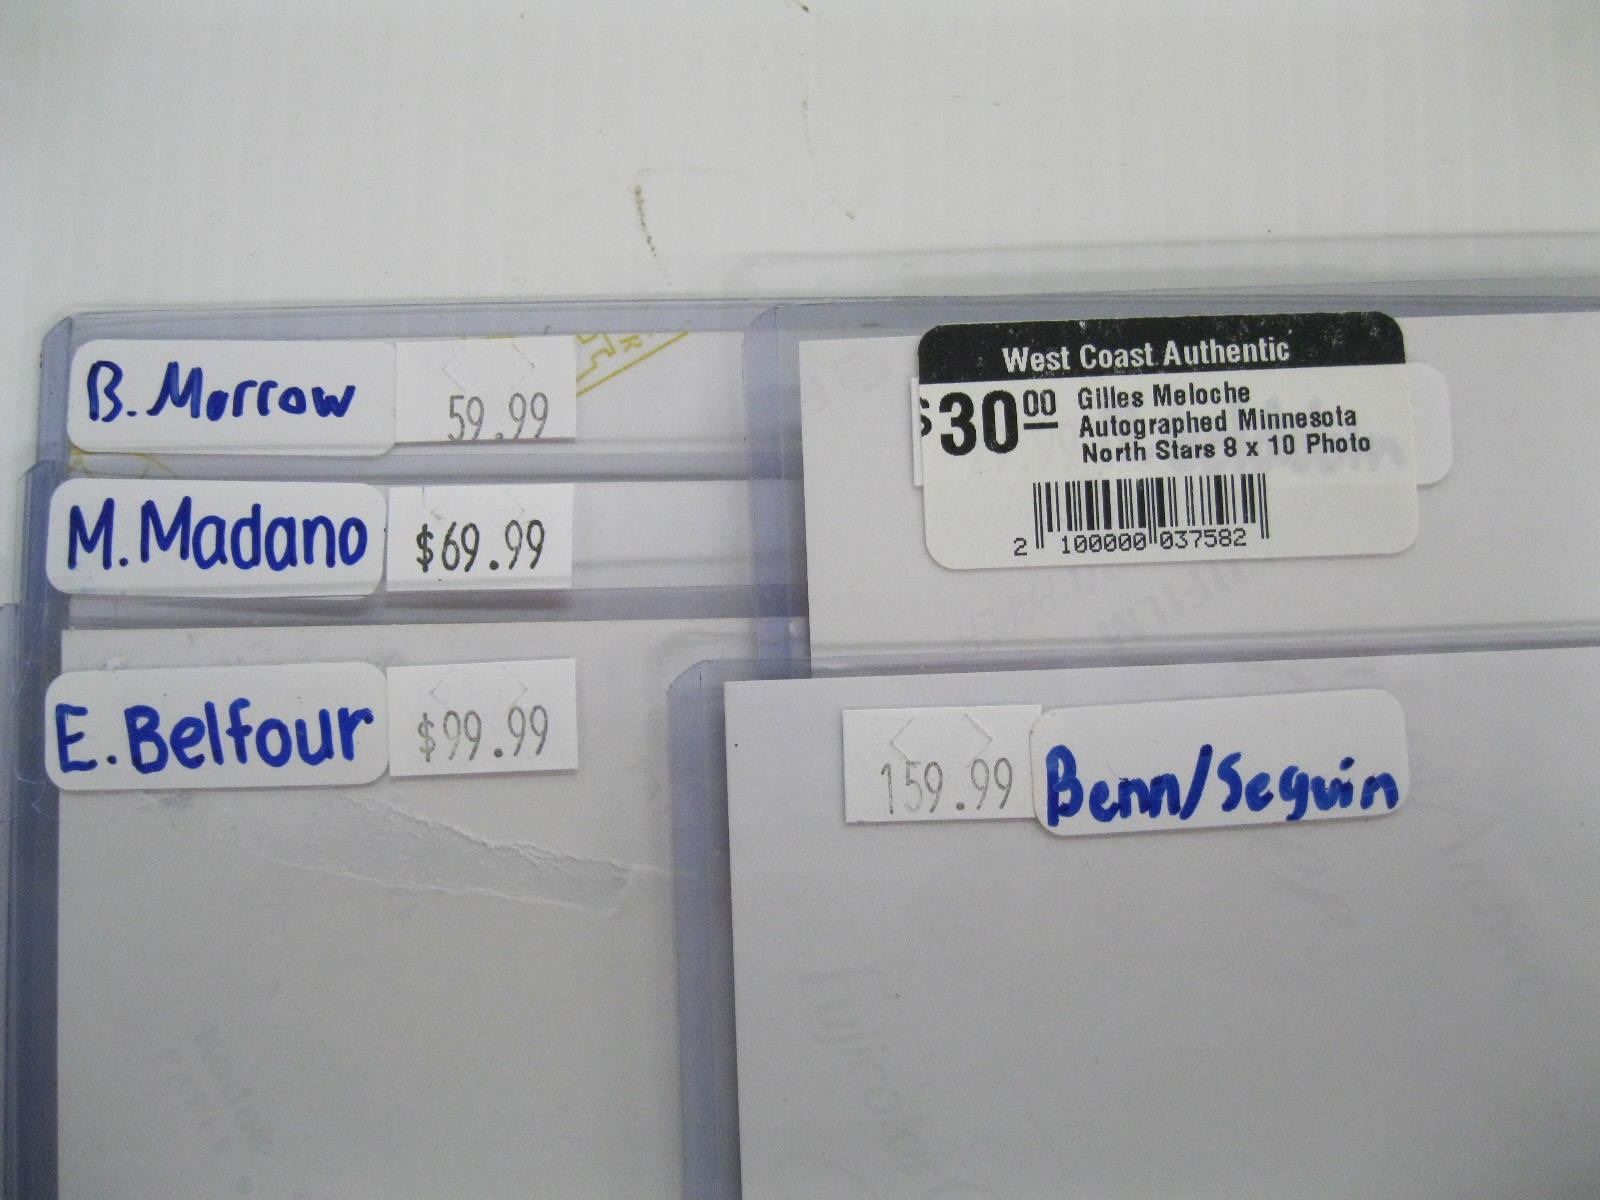 B. Morrow
59.99
M. Madano
$69.99
E. Belfour
$99.99
West Coast Authentic
$30.00
Gilles Meloche
Autographed Minnesota
North Stars 8 x 10 Photo
2 100000 037582
159.99
Benn/Seguin